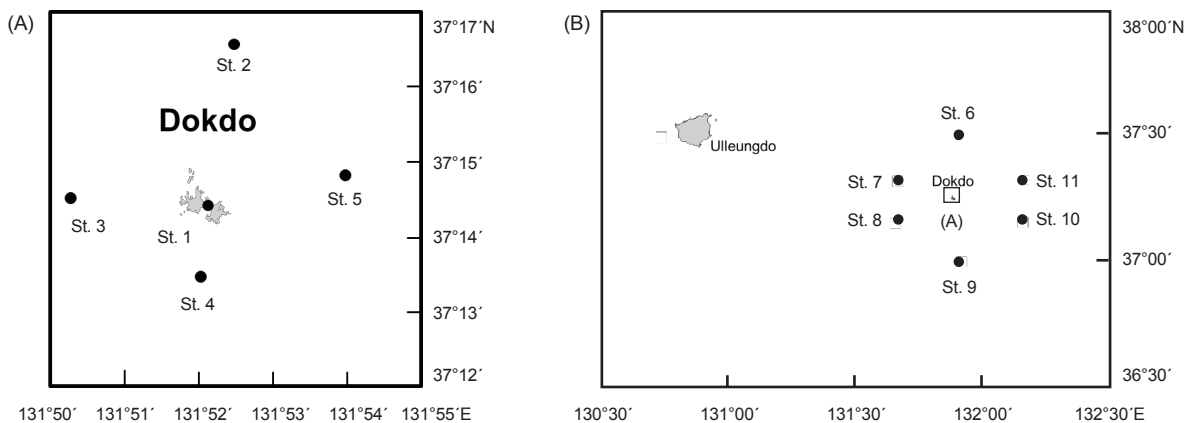 (A)
37°17´N
St. 2
37°16´
Dokdo
37°15´
St. 5
St. 3
St. 1
37°14´
St. 4
37°13´
37°12´
131°50´ 131°51´ 131°52´ 131°53´ 131°54´ 131°55´E
(B)
38°00´N
St. 6
37°30´
Ulleungdo
St. 7 Dokdo St. 11
St. 8 (A) St. 10
37°00´
St. 9
36°30´
130°30´ 131°00´ 131°30´ 132°00´ 132°30´E